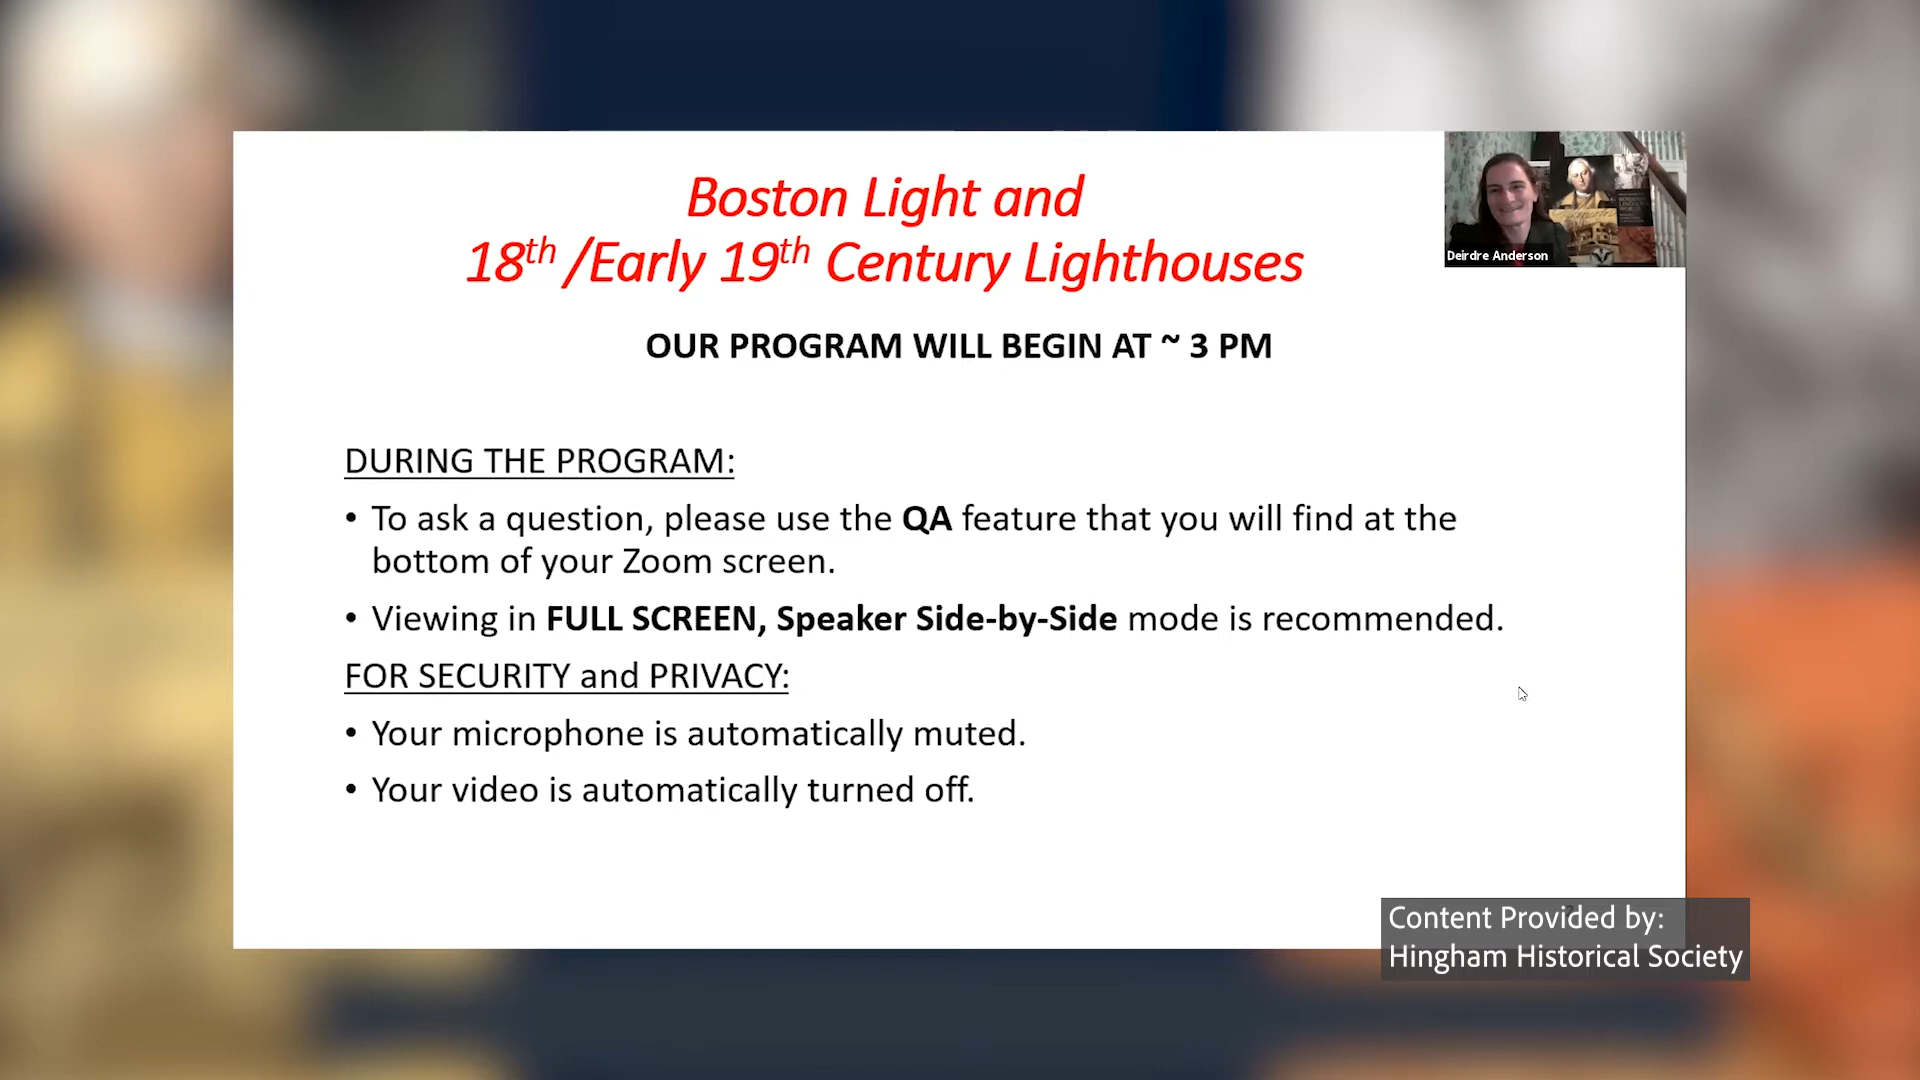 Boston Light and
18th /Early 19th Century Lighthouses
Deirdre Anderson
OUR PROGRAM WILL BEGIN AT ~ 3 PM
DURING THE PROGRAM:
• To ask a question, please use the QA feature that you will find at the
bottom of your Zoom screen.
• Viewing in FULL SCREEN, Speaker Side-by-Side mode is recommended.
FOR SECURITY and PRIVACY:
• Your microphone is automatically muted.
• Your video is automatically turned off.
Content Provided by:
Hingham Historical Society